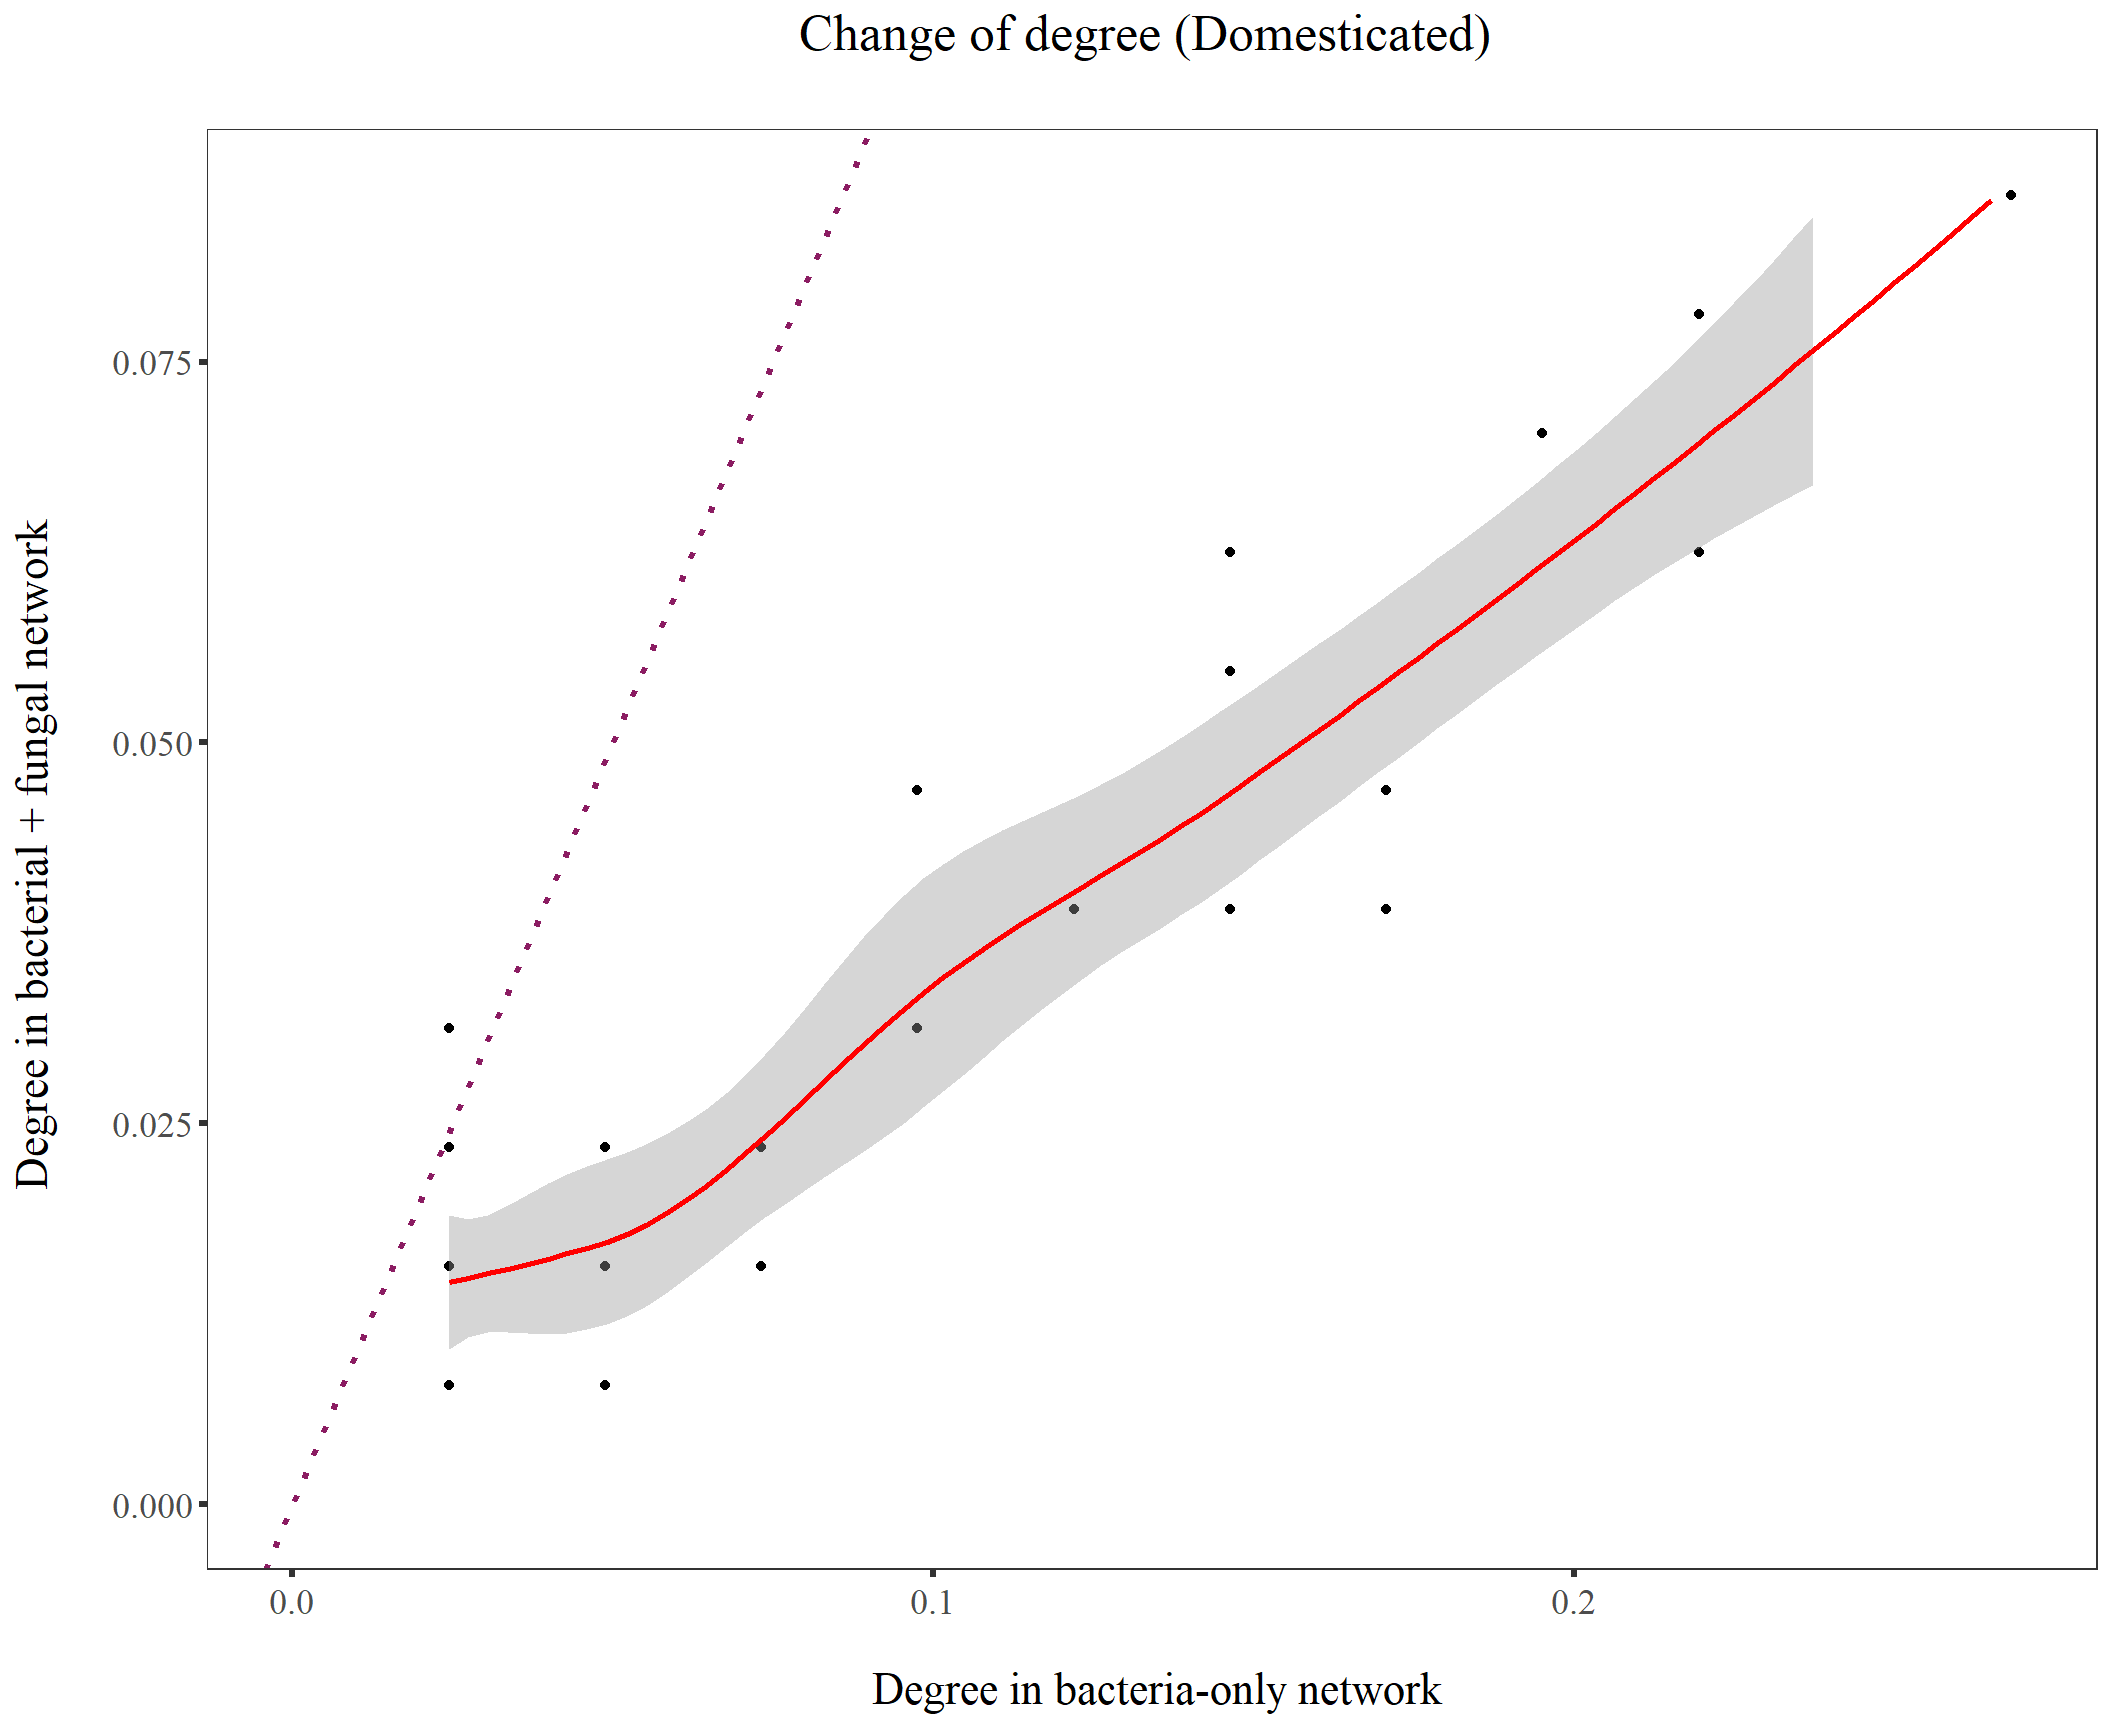 Change of degree (Domesticated)
Degree in bacterial + fungal network
0.075
0.050
0.025
0.000
0.0
0.1
0.2
Degree in bacteria-only network